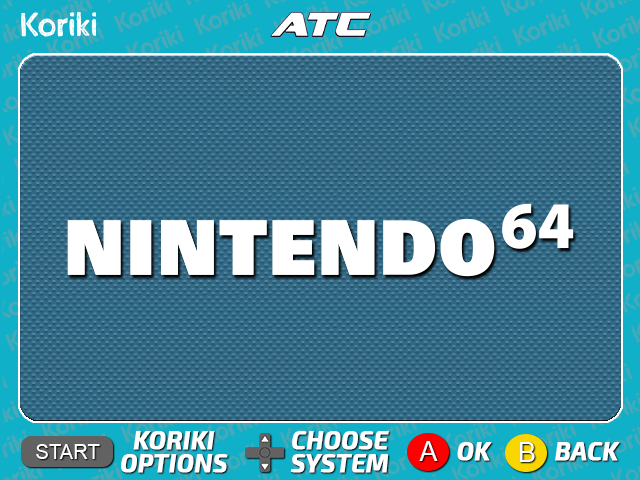 Koriki
ATC
NINTENDO64
START
KORIKI
OPTIONS
CHOOSE
SYSTEM
A OK
B BACK